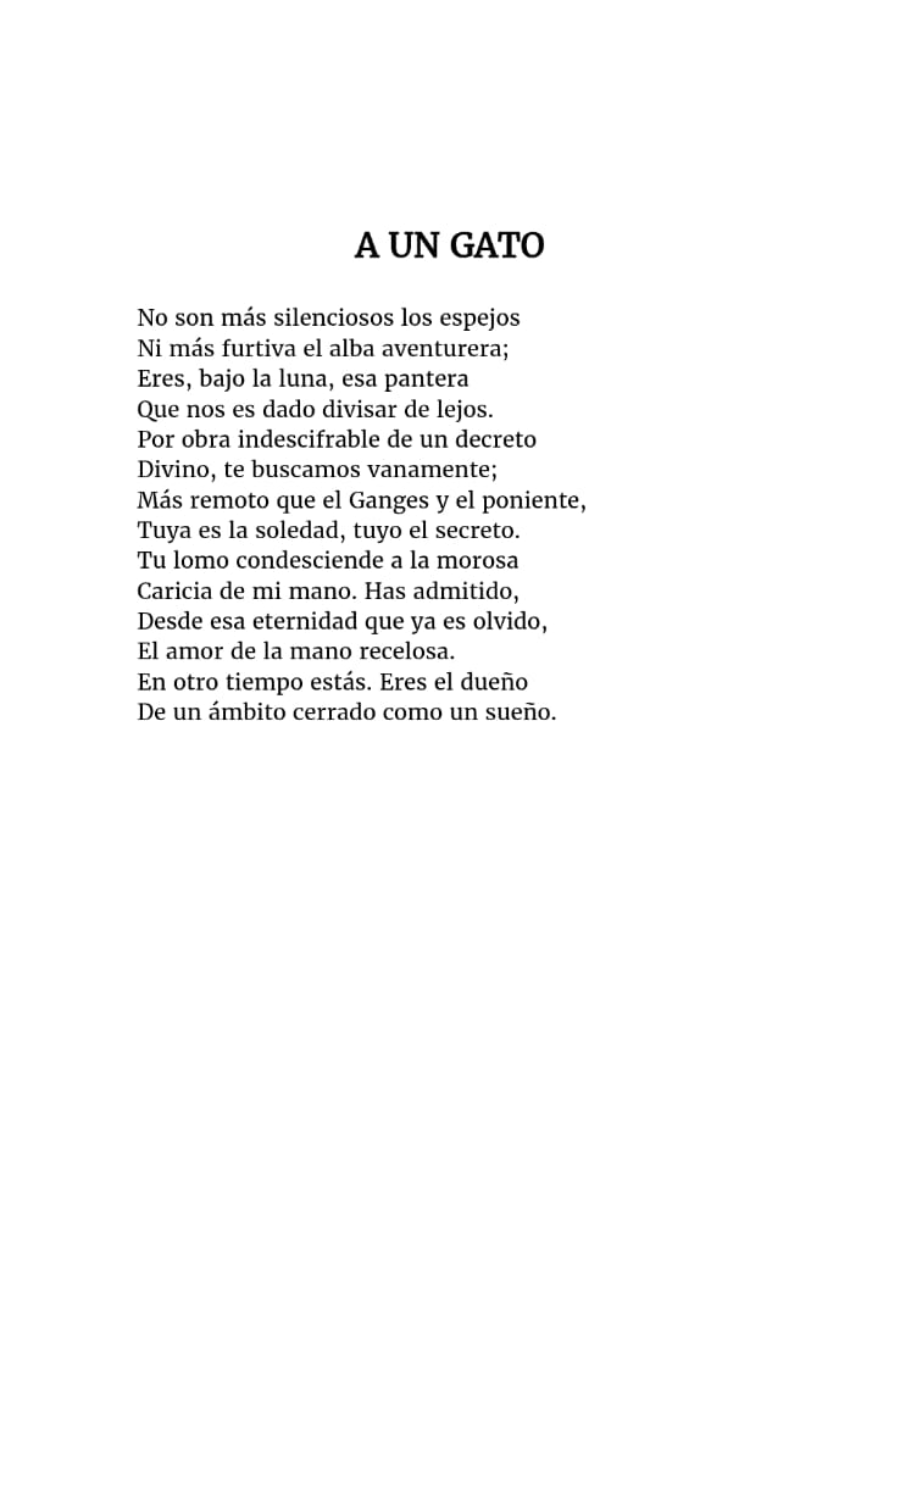 A UN GATO
No son más silenciosos los espejos
Ni más furtiva el alba aventurera;
Eres, bajo la luna, esa pantera
Que nos es dado divisar de lejos.
Por obra indescifrable de un decreto
Divino, te buscamos vanamente;
Más remoto que el Ganges y el poniente,
Tuya es la soledad, tuyo el secreto.
Tu lomo condesciende a la morosa
Caricia de mi mano. Has admitido,
Desde esa eternidad que ya es olvido,
El amor de la mano recelosa.
En otro tiempo estás. Eres el dueño
De un ámbito cerrado como un sueño.